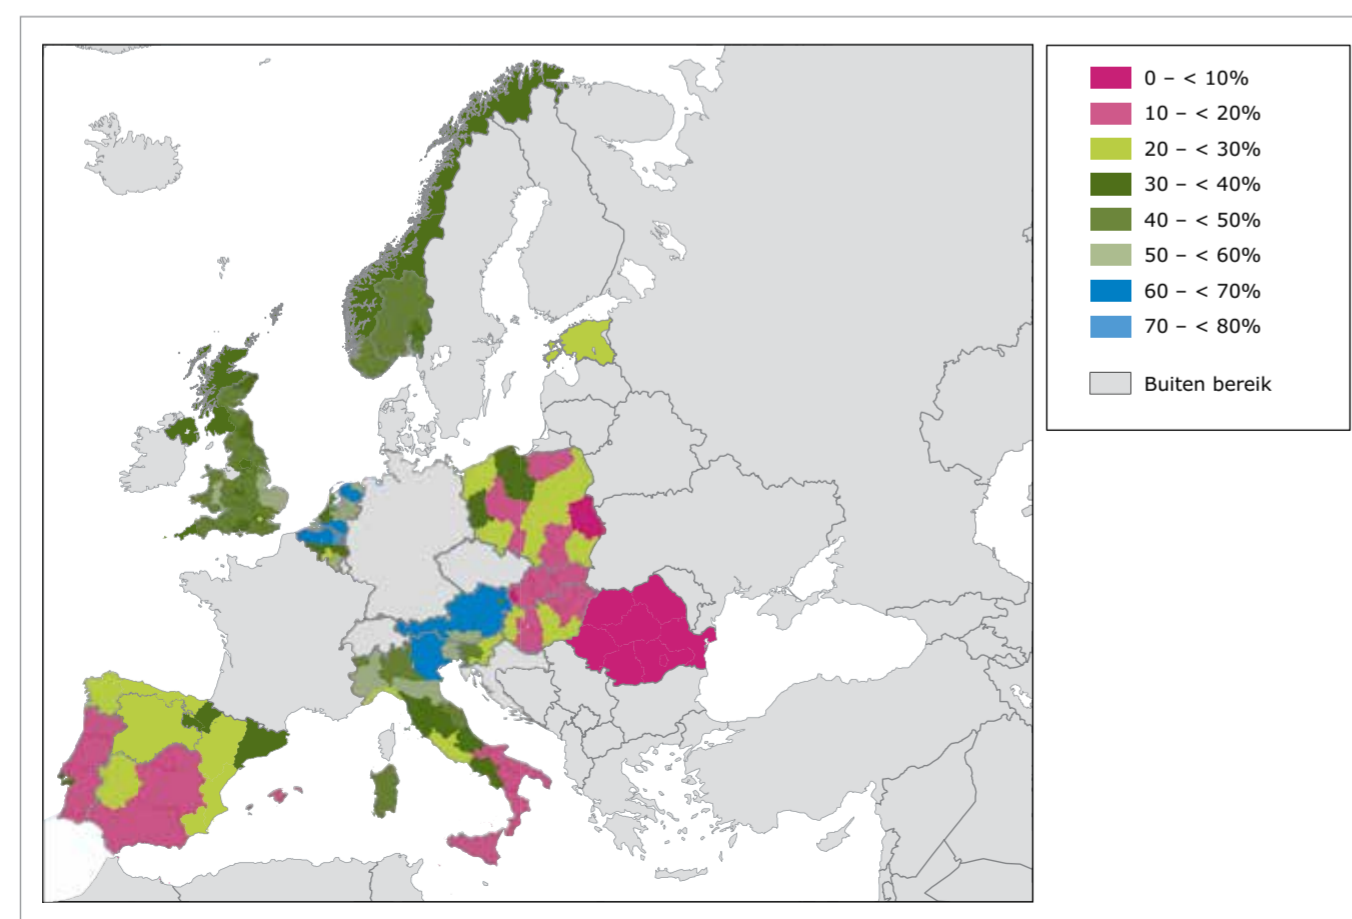 0 – < 10%
10 – < 20%
20 – < 30%
30 – < 40%
40 – < 50%
50 – < 60%
60 – < 70%
70 – < 80%
Buiten bereik